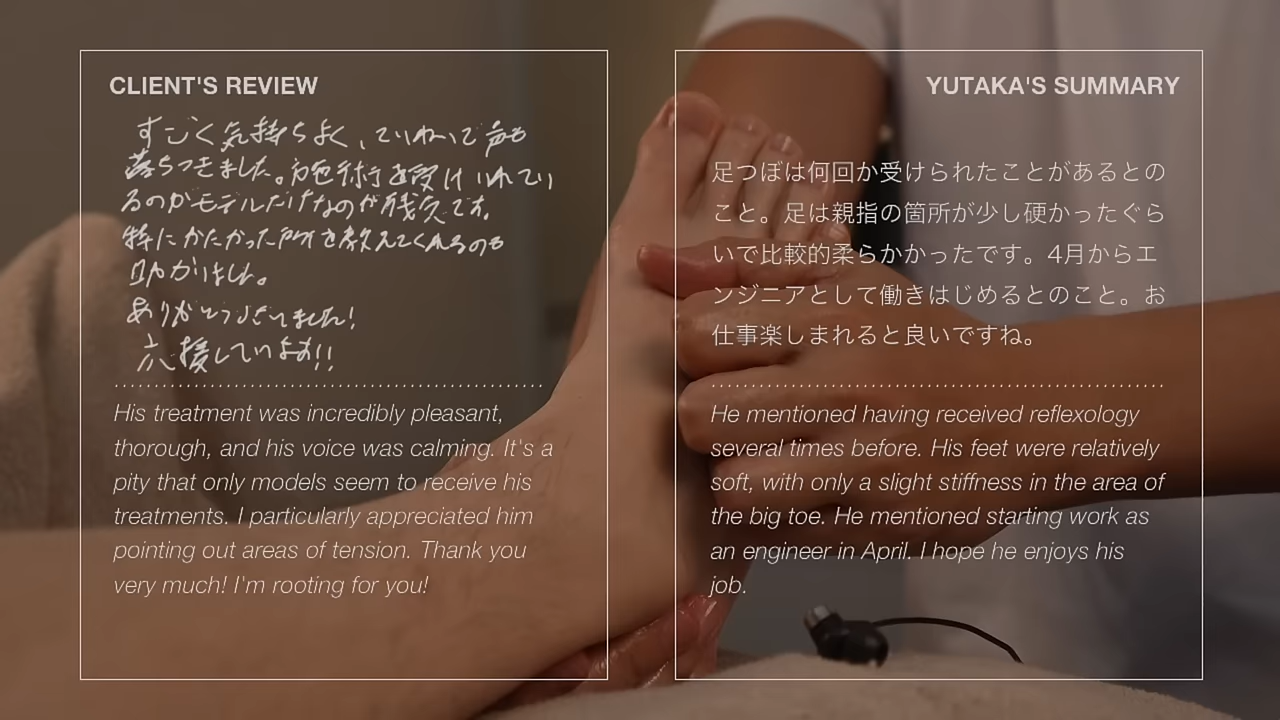 CLIENT'S REVIEW
すごく気持ちよく、ていねいで声も
落ちつきました。施術を受けいれてい
るのがモデルだけなのが残念です。
特にかたかった所を教えてくれるのも
助かりました。
ありがとうございました!
応援しています!!
His treatment was incredibly pleasant,
thorough, and his voice was calming. It's a
pity that only models seem to receive his
treatments. I particularly appreciated him
pointing out areas of tension. Thank you
very much! I'm rooting for you!
YUTAKA'S SUMMARY
足つぼは何回か受けられたことがあるとの
こと。足は親指の箇所が少し硬かったぐら
いで比較的柔らかかったです。4月からエ
ンジニアとして働きはじめるとのこと。お
仕事楽しまれると良いですね。
He mentioned having received reflexology
several times before. His feet were relatively
soft, with only a slight stiffness in the area of
the big toe. He mentioned starting work as
an engineer in April. I hope he enjoys his
job.